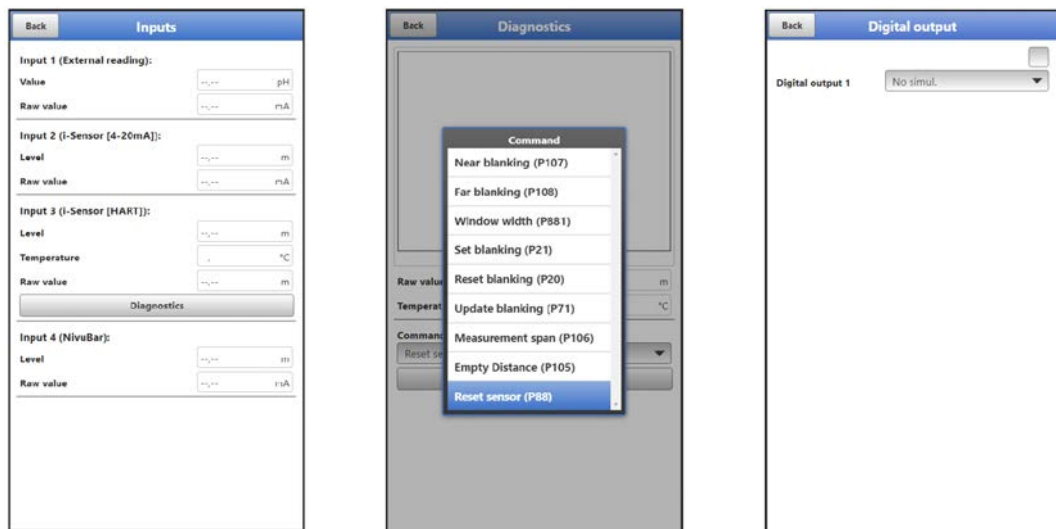 Back Inputs
Input 1 (External reading):
Value --,-- pH
Raw value --,-- mA
Input 2 (i-Sensor [4-20mA]):
Level --,-- m
Raw value --,-- mA
Input 3 (i-Sensor [HART]):
Level --,-- m
Temperature , °C
Raw value --,-- m
Diagnostics
Input 4 (NivuBar):
Level --,-- m
Raw value --,-- mA
Back Diagnostics
Command
Near blanking (P107)
Far blanking (P108)
Window width (P881)
Set blanking (P21)
Reset blanking (P20)
Update blanking (P71)
Measurement span (P106)
Empty Distance (P105)
Reset sensor (P88)
Raw value m
Temperat °C
Command
Reset se
Back Digital output
Digital output 1 No simul.